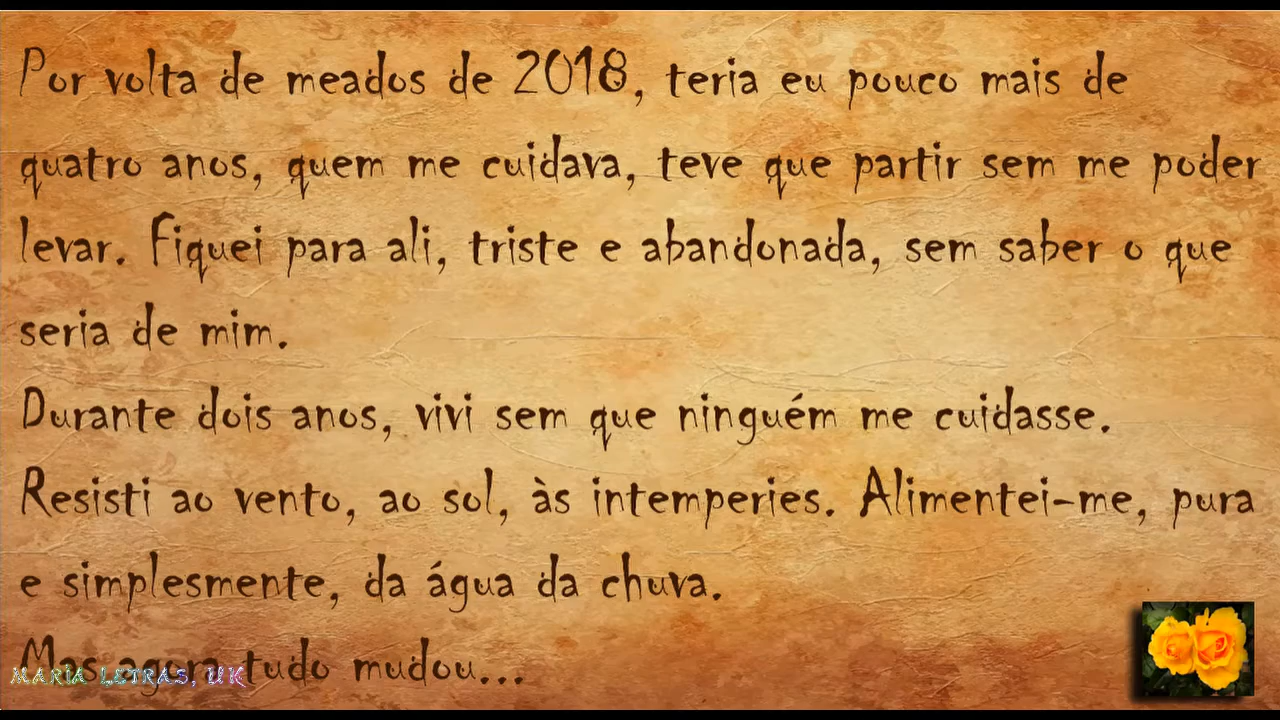 Por volta de meados de 2018, teria eu pouco mais de
quatro anos, quem me cuidava, teve que partir sem me poder
levar. Fiquei para ali, triste e abandonada, sem saber o que
seria de mim.
Durante dois anos, vivi sem que ninguém me cuidasse.
Resisti ao vento, ao sol, às intemperies. Alimentei-me, pura
e simplesmente, da água da chuva.
Mas agora tudo mudou...
MARIA LETRAS, UK